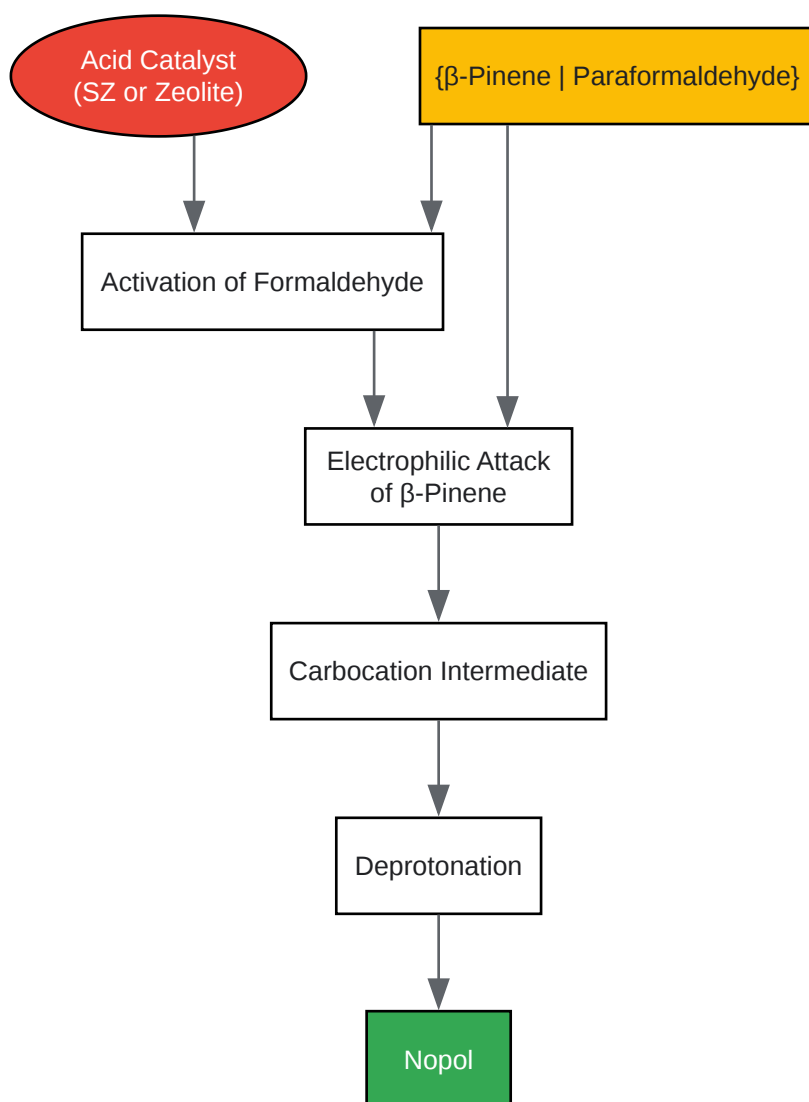 Acid Catalyst
(SZ or Zeolite)
{β-Pinene | Paraformaldehyde}
Activation of Formaldehyde
Electrophilic Attack
of β-Pinene
Carbocation Intermediate
Deprotonation
Nopol